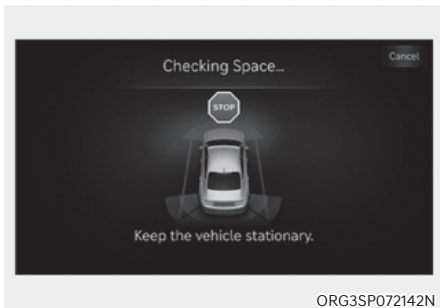 Checking Space...
Cancel
STOP
Keep the vehicle stationary.
ORG3SP072142N